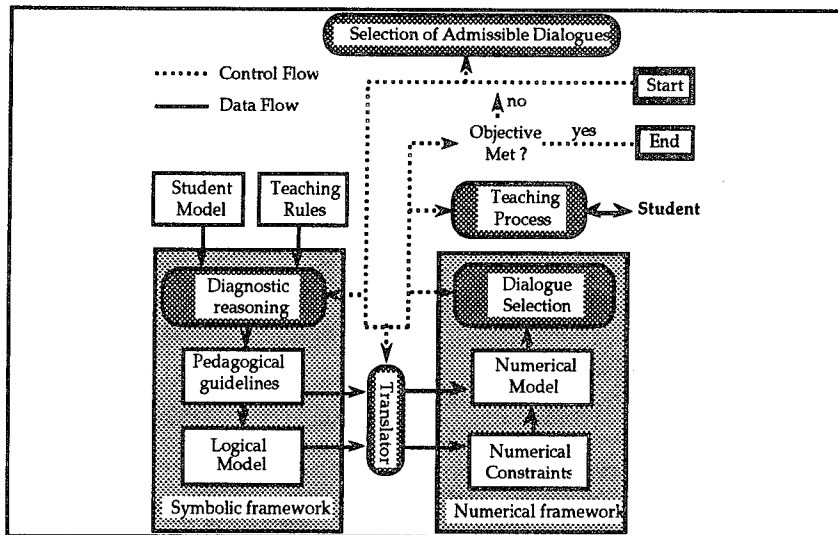 Selection of Admissible Dialogues
Control Flow
Data Flow
Start
no
Objective
Met ?
yes
End
Student
Model
Teaching
Rules
Teaching
Process
Student
Diagnostic
reasoning
Dialogue
Selection
Pedagogical
guidelines
Translator
Numerical
Model
Logical
Model
Numerical
Constraints
Symbolic framework
Numerical framework